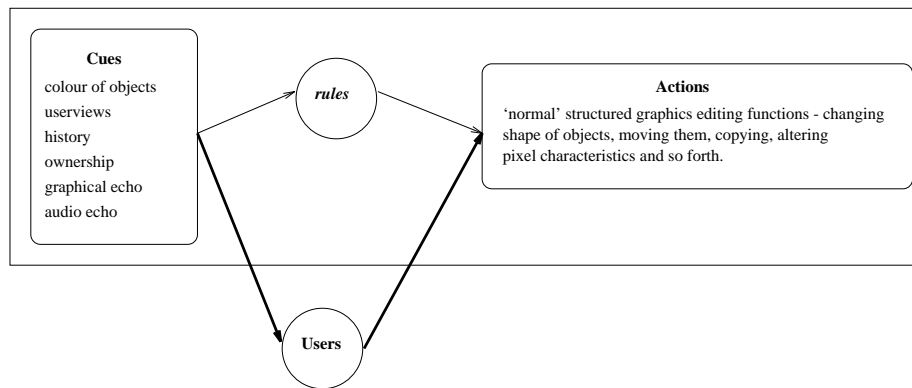 Cues
colour of objects
userviews
history
ownership
graphical echo
audio echo
rules
Actions
‘normal’ structured graphics editing functions - changing
shape of objects, moving them, copying, altering
pixel characteristics and so forth.
Users